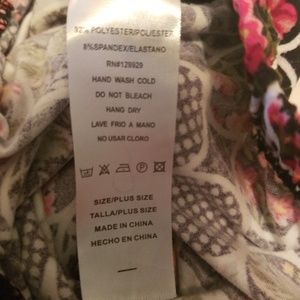 92% POLYESTER/POLIESTER
8%SPANDEX/ELASTANO
RN#129929
HAND WASH COLD
DO NOT BLEACH
HANG DRY
LAVE FRIO A MANO
NO USAR CLORO
SIZE/PLUS SIZE
TALLA/PLUS SIZE
MADE IN CHINA
HECHO EN CHINA